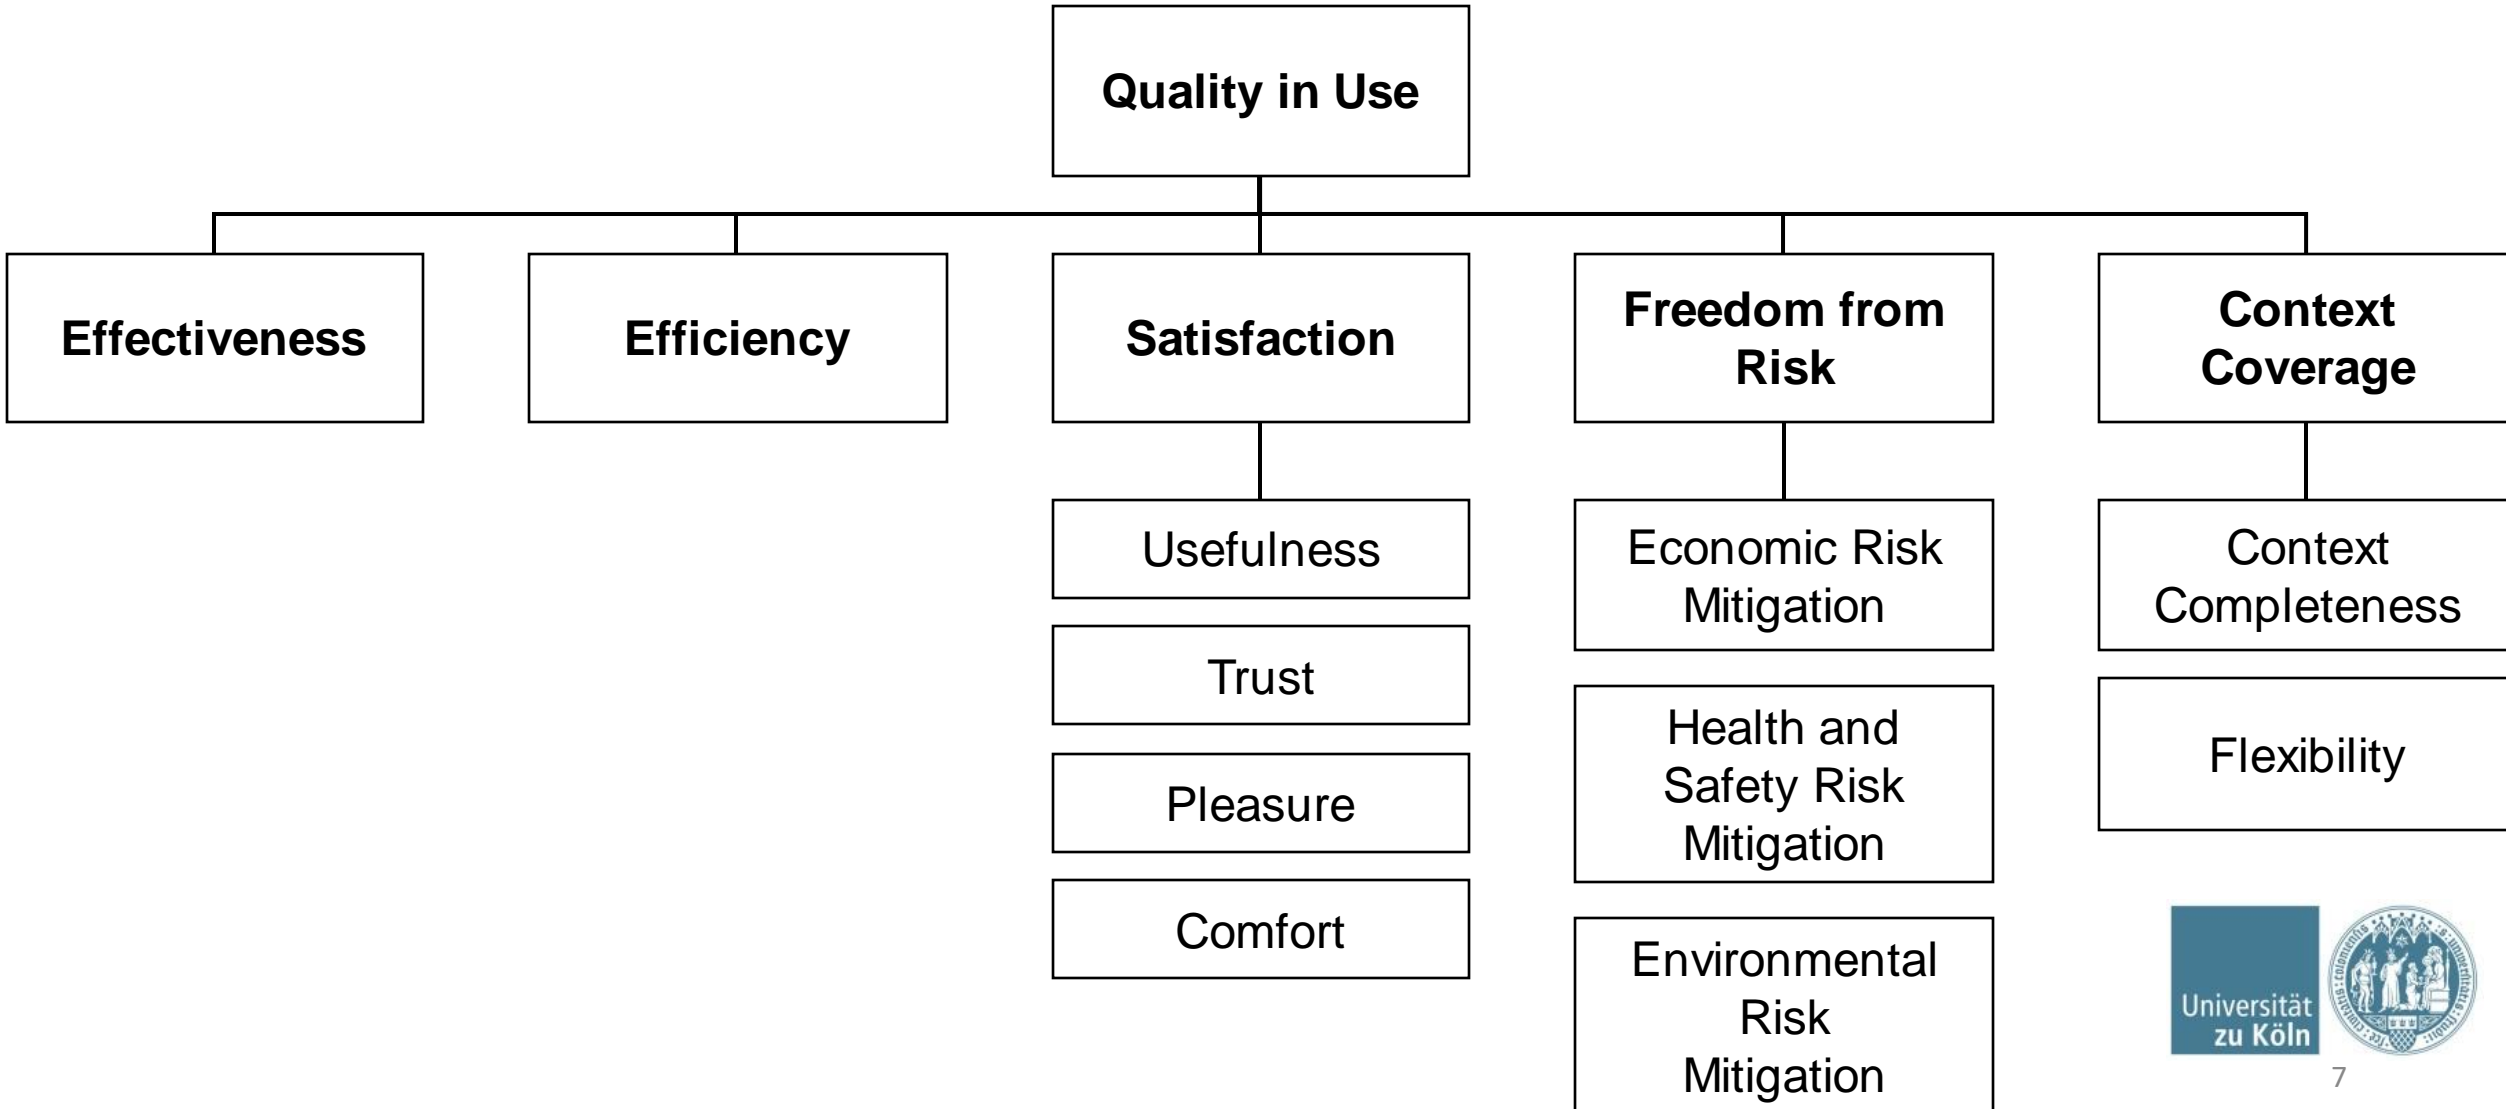 Quality in Use
Effectiveness
Efficiency
Satisfaction
Freedom from
Risk
Context
Coverage
Usefulness
Trust
Pleasure
Comfort
Economic Risk
Mitigation
Health and
Safety Risk
Mitigation
Environmental
Risk
Mitigation
Context
Completeness
Flexibility
Universität
zu Köln
7